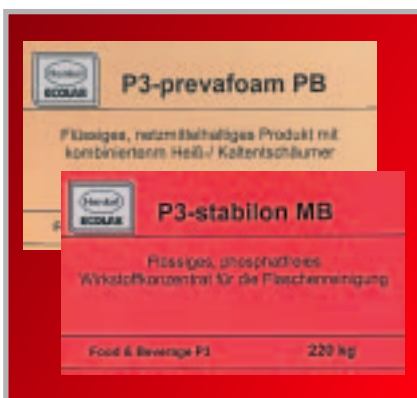 Henkel
ECOLAB
P3-prevafoam PB
Flüssiges, netzmittelhaltiges Produkt mit
kombiniertenm Heiß-/ Kaltentschäumer
F
Henkel
ECOLAB
P3-stabilon MB
Flüssiges, phosphatfreies
Wirkstoffkonzentrat für die Flaschenreinigung
Food & Beverage P3
220 kg